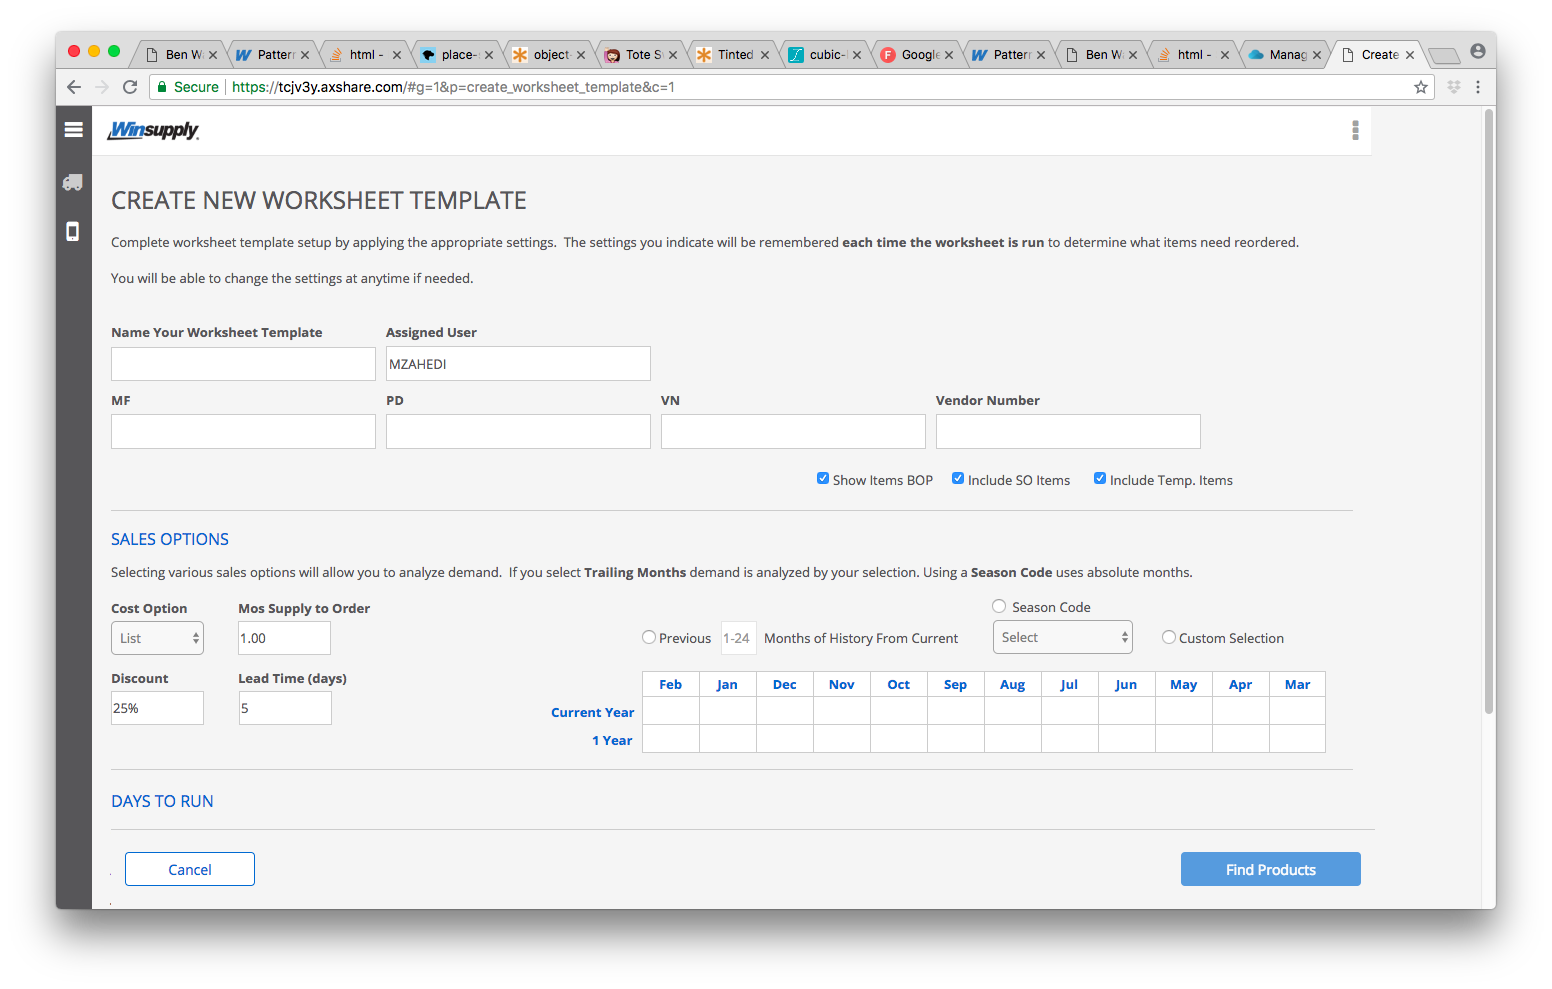 Ben W
Pattern
html -
place-
object-
Tote S
Tinted
cubic-
Google
Pattern
Ben W
html -
Manag
Create
Secure https://tcjv3y.axshare.com/#g=1&p=create_worksheet_template&c=1
Winsupply
CREATE NEW WORKSHEET TEMPLATE
Complete worksheet template setup by applying the appropriate settings. The settings you indicate will be remembered each time the worksheet is run to determine what items need reordered.
You will be able to change the settings at anytime if needed.
Name Your Worksheet Template Assigned User
MZAHEDI
MF PD VN Vendor Number
Show Items BOP Include SO Items Include Temp. Items
SALES OPTIONS
Selecting various sales options will allow you to analyze demand. If you select Trailing Months demand is analyzed by your selection. Using a Season Code uses absolute months.
Cost Option Mos Supply to Order Season Code
List 1.00 Previous 1-24 Months of History From Current Select Custom Selection
Discount Lead Time (days) Feb Jan Dec Nov Oct Sep Aug Jul Jun May Apr Mar
25% 5 Current Year
1 Year
DAYS TO RUN
Cancel Find Products